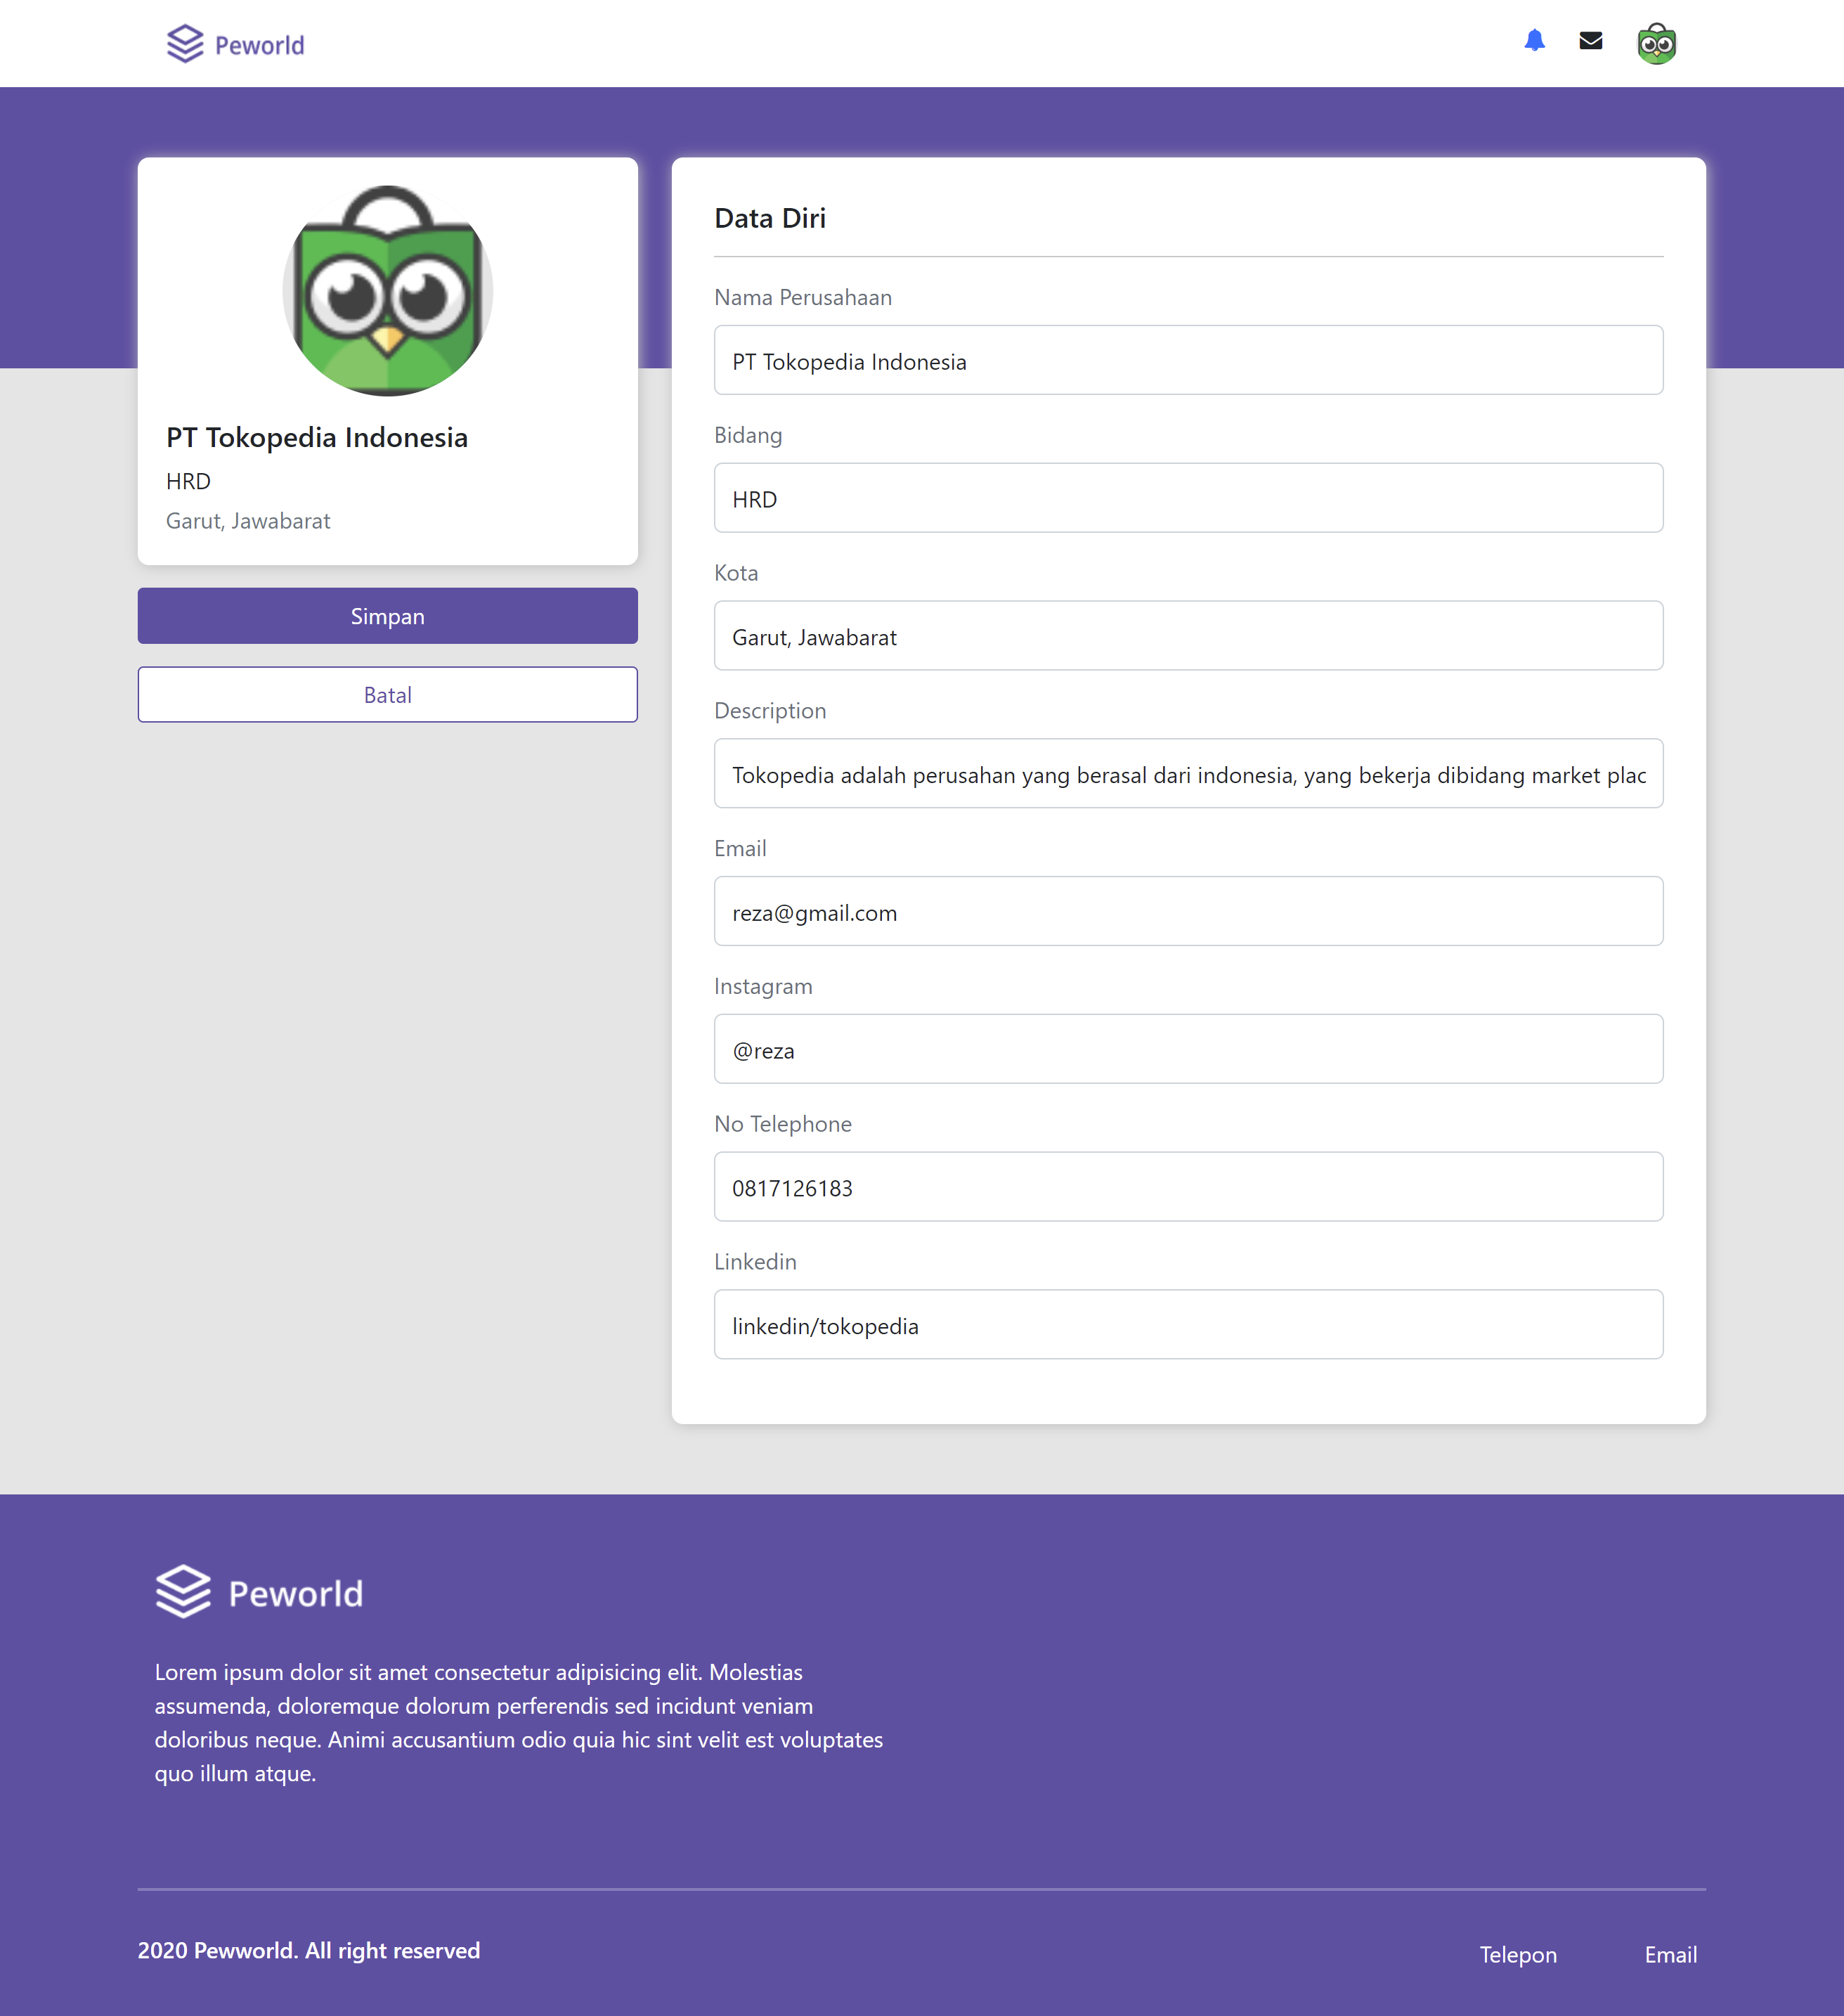 Peworld
PT Tokopedia Indonesia
HRD
Garut, Jawabarat
Simpan
Batal
Data Diri
Nama Perusahaan
PT Tokopedia Indonesia
Bidang
HRD
Kota
Garut, Jawabarat
Description
Tokopedia adalah perusahan yang berasal dari indonesia, yang bekerja dibidang market plac
Email
reza@gmail.com
Instagram
@reza
No Telephone
0817126183
Linkedin
linkedin/tokopedia
Peworld
Lorem ipsum dolor sit amet consectetur adipisicing elit. Molestias
assumenda, doloremque dolorum perferendis sed incidunt veniam
doloribus neque. Animi accusantium odio quia hic sint velit est voluptates
quo illum atque.
2020 Pewworld. All right reserved
Telepon
Email